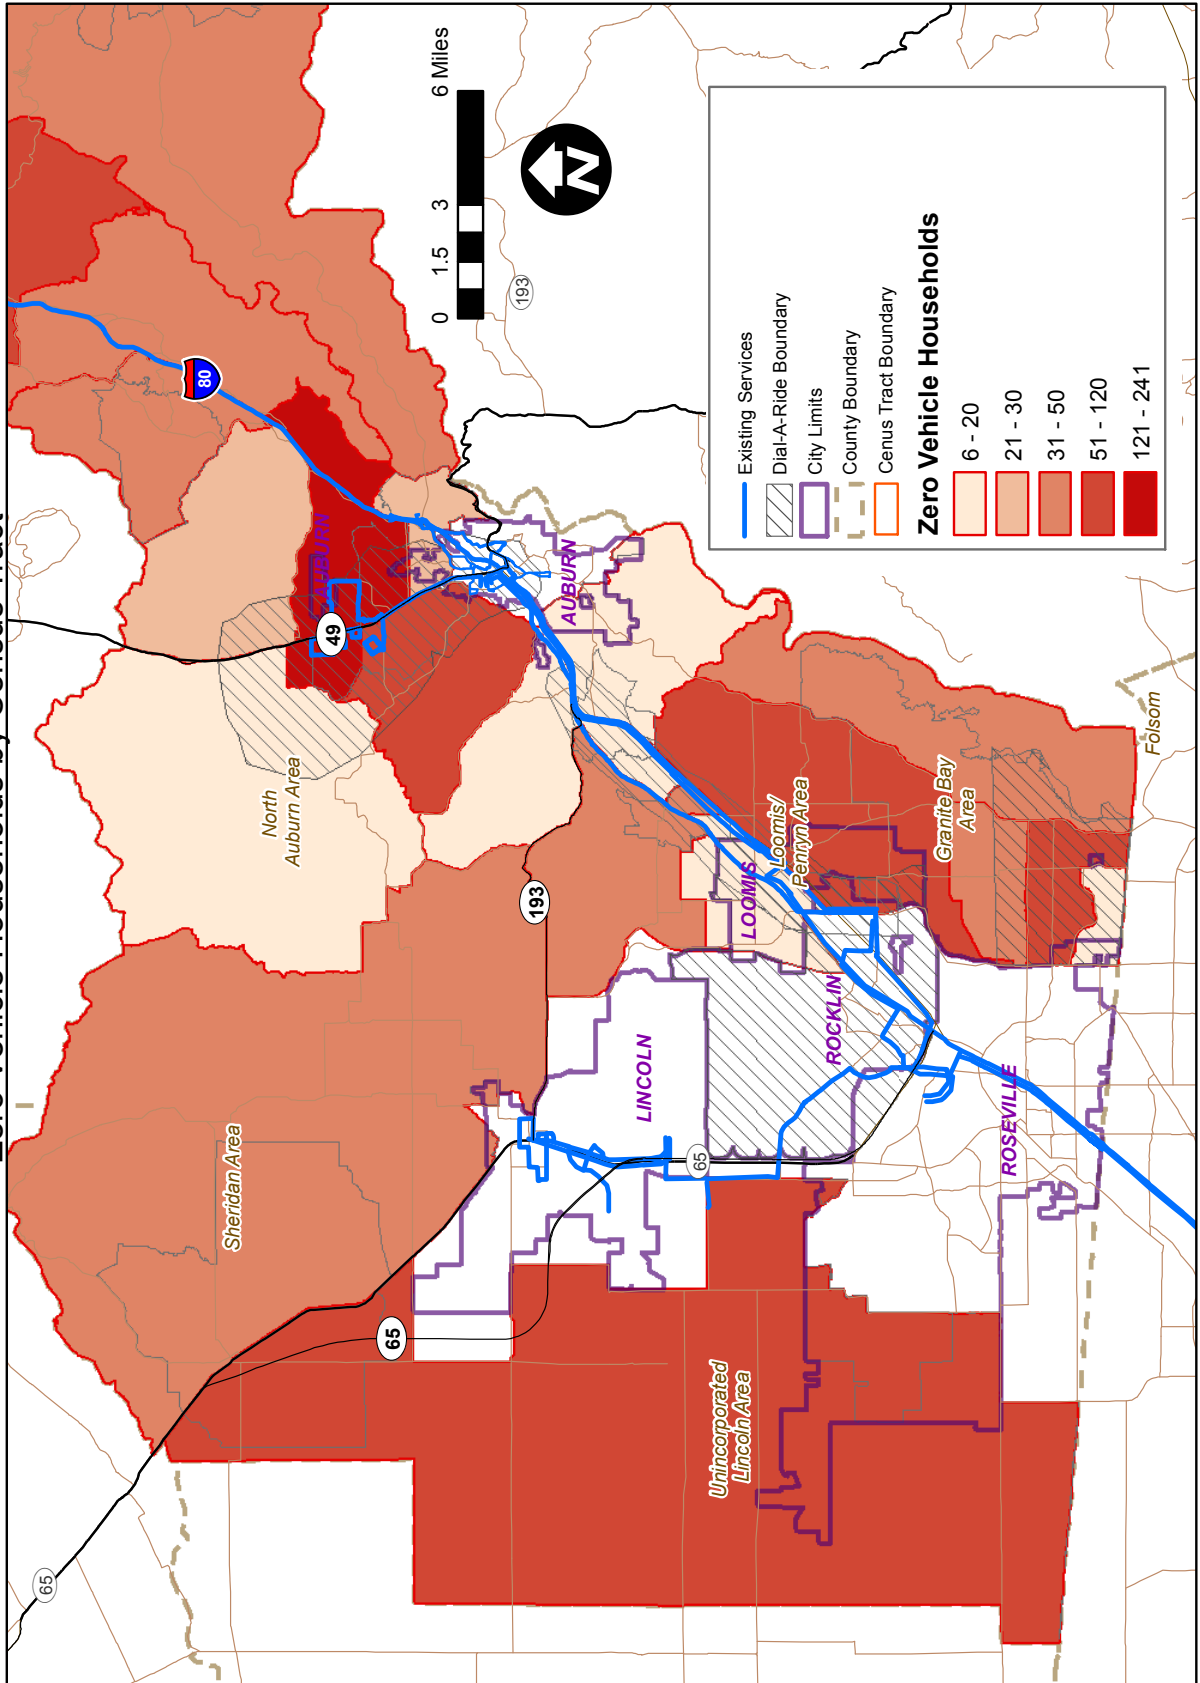 6 Miles
3
1.5
0
193
80
49
193
65
65
65
AUBURN
AUBURN
North
Auburn Area
Sheridan Area
LINCOLN
LOOMIS
Loomis/
Penryn Area
ROCKLIN
Granite Bay
Area
Folsom
ROSEVILLE
Unincorporated
Lincoln Area
N
Existing Services
Dial-A-Ride Boundary
City Limits
County Boundary
Cenus Tract Boundary
Zero Vehicle Households
6 - 20
21 - 30
31 - 50
51 - 120
121 - 241